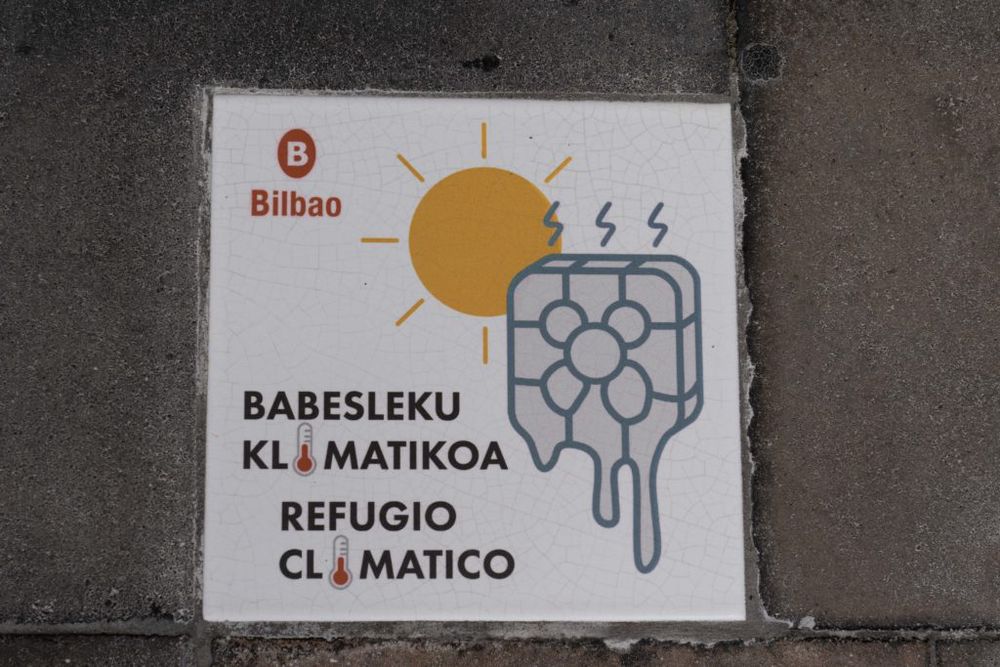 B
Bilbao
BABESLEKU
KLIMATIKOA
REFUGIO
CLIMATICO